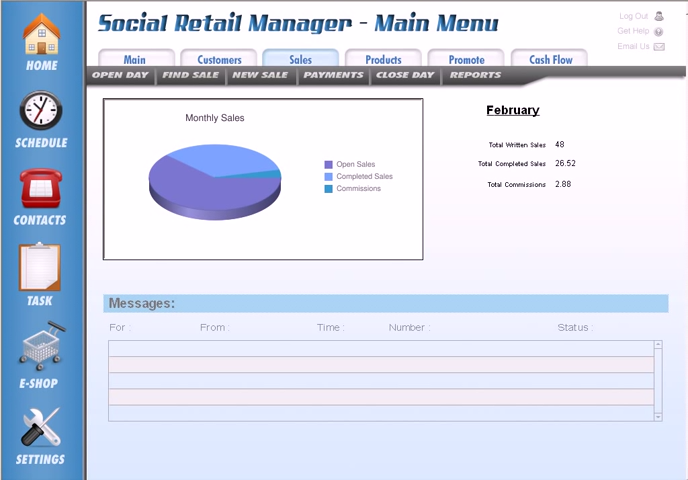 Social Retail Manager - Main Menu
Log Out
Get Help
Email Us
Main Customers Sales Products Promote Cash Flow
OPEN DAY FIND SALE NEW SALE PAYMENTS CLOSE DAY REPORTS
HOME
SCHEDULE
CONTACTS
TASK
E-SHOP
SETTINGS
Monthly Sales
Open Sales
Completed Sales
Commissions
February
Total Written Sales 48
Total Completed Sales 26.52
Total Commissions 2.88
Messages:
For : From : Time : Number : Status :